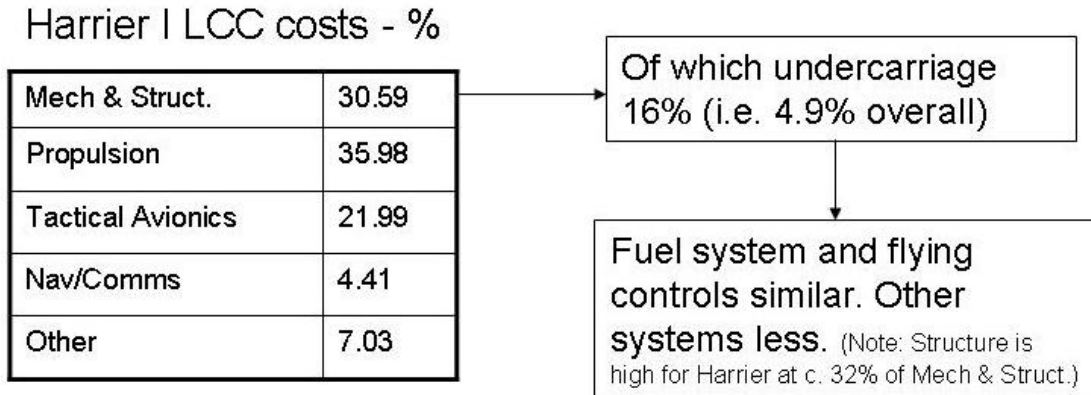 Harrier I LCC costs - %
Mech & Struct. 30.59
Propulsion 35.98
Tactical Avionics 21.99
Nav/Comms 4.41
Other 7.03
Of which undercarriage
16% (i.e. 4.9% overall)
Fuel system and flying
controls similar. Other
systems less. (Note: Structure is
high for Harrier at c. 32% of Mech & Struct.)